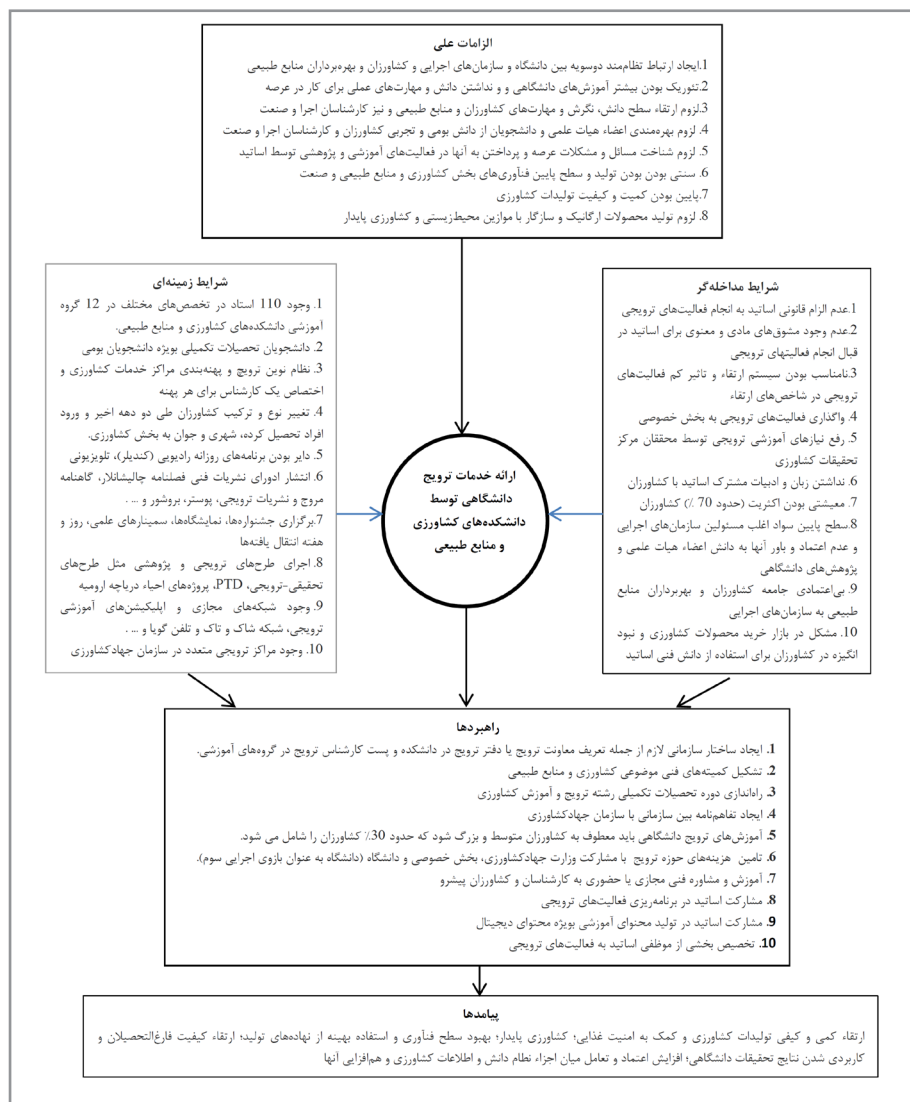 الزامات علی
1.ایجاد ارتباط نظام‌مند دوسویه بین دانشگاه و سازمان‌های اجرایی و کشاورزان و بهره‌برداران منابع طبیعی
2.تئوریک بودن بیشتر آموزش‌های دانشگاهی و و نداشتن دانش و مهارت‌های عملی برای کار در عرصه
3.لزوم ارتقاء سطح دانش، نگرش و مهارت‌های کشاورزان و منابع طبیعی و نیز کارشناسان اجرا و صنعت
4. لزوم بهره‌مندی اعضاء هیات علمی و دانشجویان از دانش بومی و تجربی کشاورزان و کارشناسان اجرا و صنعت
5. لزوم شناخت مسائل و مشکلات عرصه و پرداختن به آنها در فعالیت‌های آموزشی و پژوهشی توسط اساتید
6. سنتی بودن بودن تولید و سطح پایین فنآوری‌های بخش کشاورزی و منابع طبیعی و صنعت
7.پایین بودن کمیت و کیفیت تولیدات کشاورزی
8. لزوم تولید محصولات ارگانیک و سازگار با موازین محیط‌زیستی و کشاورزی پایدار
شرایط مداخله‌گر
1.عدم الزام قانونی اساتید به انجام فعالیت‌های ترویجی
2.عدم وجود مشوق‌های مادی و معنوی برای اساتید در
قبال انجام فعالیتهای ترویجی
3.نامناسب بودن سیستم ارتقاء و تاثیر کم فعالیت‌های
ترویجی در شاخص‌های ارتقاء
4. واگذاری فعالیت‌های ترویجی به بخش خصوصی
5. رفع نیازهای آموزشی ترویجی توسط محققان مرکز
تحقیقات کشاورزی
6. نداشتن زبان و ادبیات مشترک اساتید با کشاورزان
7. معیشتی بودن اکثریت (حدود 70 ٪) کشاورزان
8.سطح پایین سواد اغلب مسئولین سازمان‌های اجرایی
و عدم اعتماد و باور آنها به دانش اعضاء هیات علمی و
پژوهش‌های دانشگاهی
9. بی‌اعتمادی جامعه کشاورزان و بهربرداران منابع
طبیعی به سازمان‌های اجرایی
10. مشکل در بازار خرید محصولات کشاورزی و نبود
انگیزه در کشاورزان برای استفاده از دانش فنی اساتید
ارائه خدمات ترویج
دانشگاهی توسط
دانشکده‌های کشاورزی
و منابع طبیعی
شرایط زمینه‌ای
1. وجود 110 استاد در تخصص‌های مختلف در 12 گروه
آموزشی دانشکده‌های کشاورزی و منابع طبیعی.
2. دانشجویان تحصیلات تکمیلی بویژه دانشجویان بومی
3. نظام نوین ترویج و پهنه‌بندی مراکز خدمات کشاورزی و
اختصاص یک کارشناس برای هر پهنه
4. تغییر نوع و ترکیب کشاورزان طی دو دهه اخیر و ورود
افراد تحصیل کرده، شهری و جوان به بخش کشاورزی.
5. دایر بودن برنامه‌های روزانه رادیویی (کندیلر)، تلویزیونی
6. انتشار ادورای نشریات فنی فصلنامه چالیشانلار، گاهنامه
مروج و نشریات ترویجی، پوستر، بروشور و ... .
7.برگزاری جشنواره‌ها، نمایشگاه‌ها، سمینارهای علمی، روز و
هفته انتقال یافته‌ها
8. اجرای طرح‌های ترویجی و پژوهشی مثل طرح‌های
تحقیقی-ترویجی، PTD، پروژه‌های احیاء دریاچه ارومیه
9. وجود شبکه‌های مجازی و اپلیکیشن‌های آموزشی
ترویجی، شبکه شاک و تاک و تلفن گویا و ... .
10. وجود مراکز ترویجی متعدد در سازمان جهادکشاورزی
راهبردها
1. ایجاد ساختار سازمانی لازم از جمله تعریف معاونت ترویج یا دفتر ترویج در دانشکده و پست کارشناس ترویج در گروه‌های آموزشی.
2. تشکیل کمیته‌های فنی موضوعی کشاورزی و منابع طبیعی
3. راه‌اندازی دوره تحصیلات تکمیلی رشته ترویج و آموزش کشاورزی
4. ایجاد تفاهم‌نامه بین سازمانی با سازمان جهادکشاورزی
5. آموزش‌های ترویج دانشگاهی باید معطوف به کشاورزان متوسط و بزرگ شود که حدود 30٪ کشاورزان را شامل می شود.
6. تامین هزینه‌های حوزه ترویج با مشارکت وزارت جهادکشاورزی، بخش خصوصی و دانشگاه (دانشگاه به عنوان بازوی اجرایی سوم).
7. آموزش و مشاوره فنی مجازی یا حضوری به کارشناسان و کشاورزان پیشرو
8. مشارکت اساتید در برنامه‌ریزی فعالیت‌های ترویجی
9. مشارکت اساتید در تولید محتوای آموزشی بویژه محتوای دیجیتال
10. تخصیص بخشی از موظفی اساتید به فعالیت‌های ترویجی
پیامدها
ارتقاء کمی و کیفی تولیدات کشاورزی و کمک به امنیت غذایی؛ کشاورزی پایدار؛ بهبود سطح فنآوری و استفاده بهینه از نهاده‌های تولید؛ ارتقاء کیفیت فارغ‌التحصیلان و
کاربردی شدن نتایج تحقیقات دانشگاهی؛ افزایش اعتماد و تعامل میان اجزاء نطام دانش و اطلاعات کشاورزی و هم‌افزایی آنها